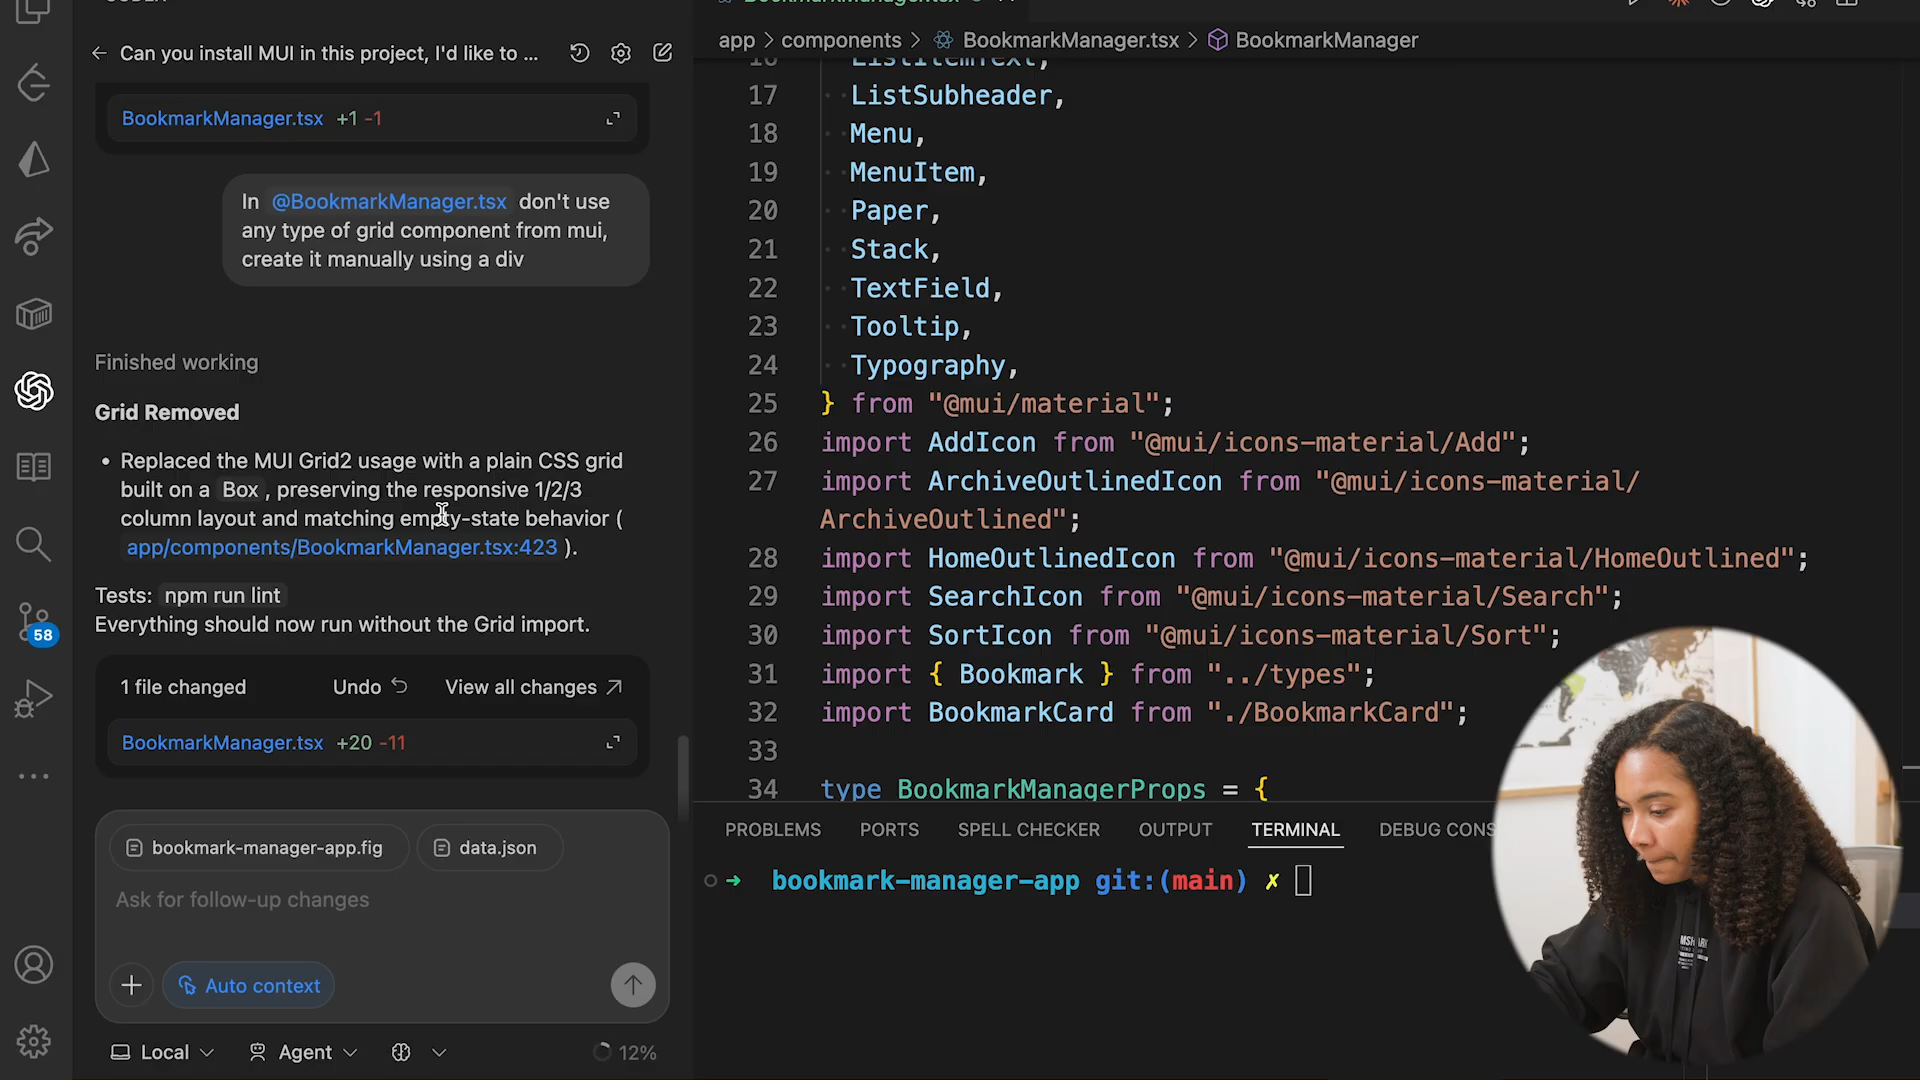 Can you install MUI in this project, I'd like to ...
BookmarkManager.tsx +1 -1
In @BookmarkManager.tsx don't use
any type of grid component from mui,
create it manually using a div
Finished working
Grid Removed
• Replaced the MUI Grid2 usage with a plain CSS grid
built on a Box , preserving the responsive 1/2/3
column layout and matching empty-state behavior (
app/components/BookmarkManager.tsx:423 ).
Tests: npm run lint
Everything should now run without the Grid import.
1 file changed Undo View all changes
BookmarkManager.tsx +20 -11
bookmark-manager-app.fig data.json
Ask for follow-up changes
Auto context
Local Agent 12%
58
app > components > BookmarkManager.tsx > BookmarkManager
16 ListItemText,
17 ListSubheader,
18 Menu,
19 MenuItem,
20 Paper,
21 Stack,
22 TextField,
23 Tooltip,
24 Typography,
25 } from "@mui/material";
26 import AddIcon from "@mui/icons-material/Add";
27 import ArchiveOutlinedIcon from "@mui/icons-material/
ArchiveOutlined";
28 import HomeOutlinedIcon from "@mui/icons-material/HomeOutlined";
29 import SearchIcon from "@mui/icons-material/Search";
30 import SortIcon from "@mui/icons-material/Sort";
31 import { Bookmark } from "../types";
32 import BookmarkCard from "./BookmarkCard";
33
34 type BookmarkManagerProps = {
PROBLEMS PORTS SPELL CHECKER OUTPUT TERMINAL DEBUG CONS
bookmark-manager-app git:(main) ✗